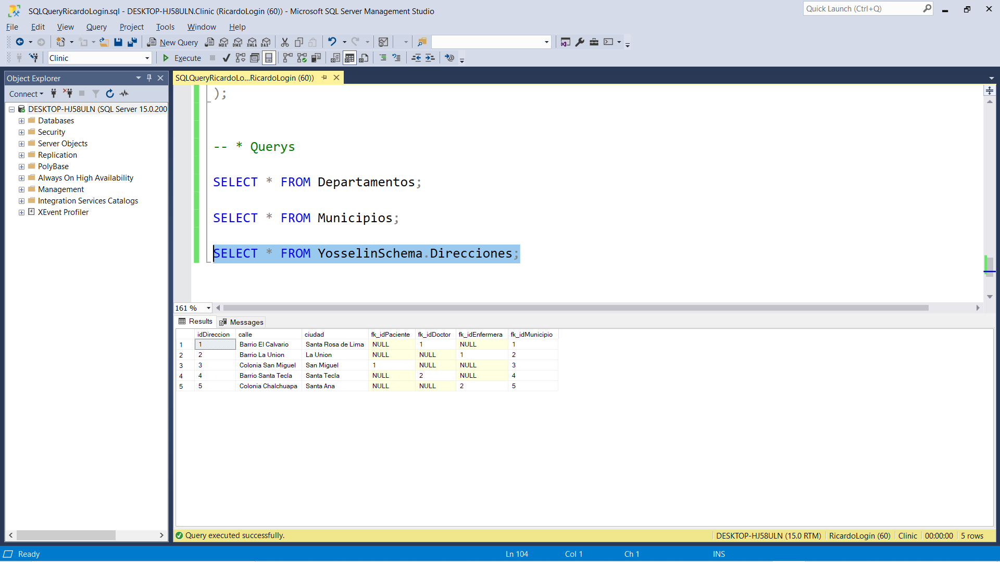 SQLQueryRicardoLogin.sql - DESKTOP-HJ58ULN.Clinic (RicardoLogin (60)) - Microsoft SQL Server Management Studio
Quick Launch (Ctrl+Q)
File Edit View Query Project Tools Window Help
New Query MDX DMX XMLA DAX
Clinic Execute
Object Explorer
SQLQueryRicardoLo...RicardoLogin (60))
Connect
DESKTOP-HJ58ULN (SQL Server 15.0.200
Databases
Security
Server Objects
Replication
PolyBase
Always On High Availability
Management
Integration Services Catalogs
XEvent Profiler
);
-- * Querys
SELECT * FROM Departamentos;
SELECT * FROM Municipios;
SELECT * FROM YosselinSchema.Direcciones;
161 %
Results Messages
idDireccion calle ciudad fk_idPaciente fk_idDoctor fk_idEnfermera fk_idMunicipio
1 1 Barrio El Calvario Santa Rosa de Lima NULL 1 NULL 1
2 2 Barrio La Union La Union NULL NULL 1 2
3 3 Colonia San Miguel San Miguel 1 NULL NULL 3
4 4 Barrio Santa Tecla Santa Tecla NULL 2 NULL 4
5 5 Colonia Chalchuapa Santa Ana NULL NULL 2 5
Query executed successfully. DESKTOP-HJ58ULN (15.0 RTM) RicardoLogin (60) Clinic 00:00:00 5 rows
Ready Ln 104 Col 1 Ch 1 INS